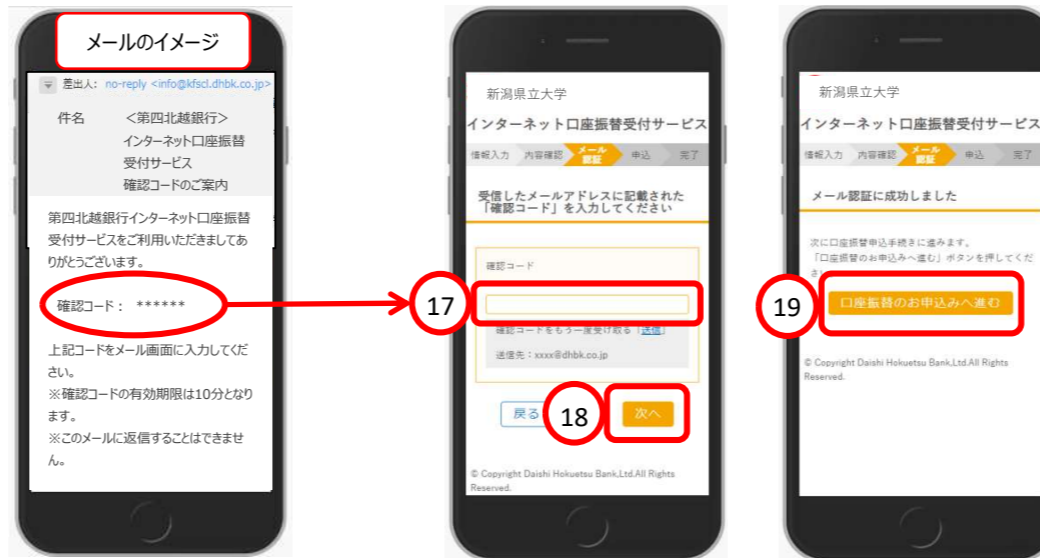 メールのイメージ
差出人: no-reply <info@kfscl.dhbk.co.jp>
件名 <第四北越銀行>
インターネット口座振替
受付サービス
確認コードのご案内
第四北越銀行インターネット口座振替
受付サービスをご利用いただきましてあ
りがとうございます。
確認コード： ******
上記コードをメール画面に入力してくだ
さい。
※確認コードの有効期限は10分となり
ます。
※このメールに返信することはできませ
ん。
新潟県立大学
インターネット口座振替受付サービス
情報入力 内容確認 メール認証 申込 完了
受信したメールアドレスに記載された
「確認コード」を入力してください
確認コード
17
確認コードをもう一度受け取る「送信」
送信先：xxxx@dhbk.co.jp
戻る 18 次へ
© Copyright Daishi Hokuetsu Bank,Ltd.All Rights
Reserved.
新潟県立大学
インターネット口座振替受付サービス
情報入力 内容確認 メール認証 申込 完了
メール認証に成功しました
次に口座振替申込手続きに進みます。
「口座振替のお申込みへ進む」ボタンを押してくだ
さい
19 口座振替のお申込みへ進む
© Copyright Daishi Hokuetsu Bank,Ltd.All Rights
Reserved.